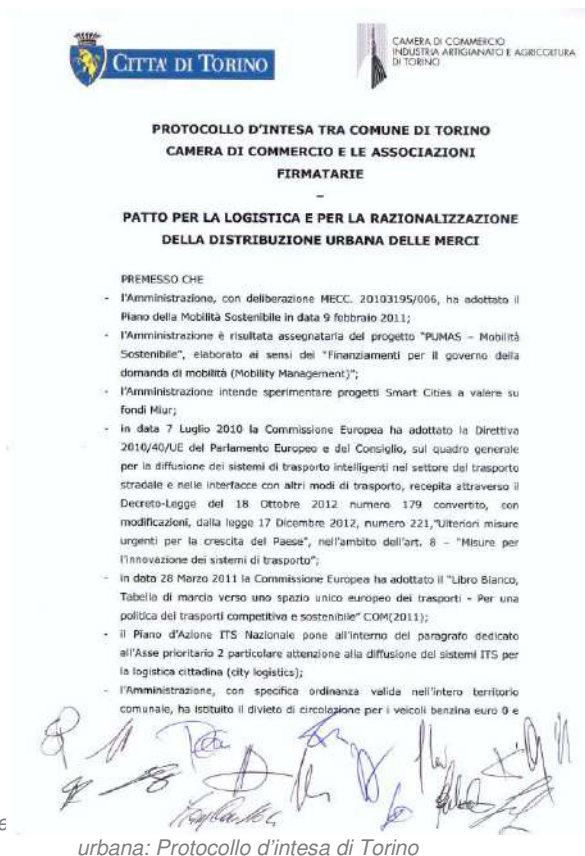 CITTA' DI TORINO
CAMERA DI COMMERCIO
INDUSTRIA ARTIGIANATO E AGRICOLTURA
DI TORINO
PROTOCOLLO D'INTESA TRA COMUNE DI TORINO
CAMERA DI COMMERCIO E LE ASSOCIAZIONI
FIRMATARIE
–
PATTO PER LA LOGISTICA E PER LA RAZIONALIZZAZIONE
DELLA DISTRIBUZIONE URBANA DELLE MERCI
PREMESSO CHE
- l'Amministrazione, con deliberazione MECC. 20103195/006, ha adottato il
Piano della Mobilità Sostenibile in data 9 febbraio 2011;
- l'Amministrazione è risultata assegnataria del progetto "PUMAS – Mobilità
Sostenibile", elaborato ai sensi dei "Finanziamenti per il governo della
domanda di mobilità (Mobility Management)";
- l'Amministrazione intende sperimentare progetti Smart Cities a valere su
fondi Miur;
- in data 7 Luglio 2010 la Commissione Europea ha adottato la Direttiva
2010/40/UE del Parlamento Europeo e del Consiglio, sul quadro generale
per la diffusione dei sistemi di trasporto intelligenti nel settore del trasporto
stradale e nelle interfacce con altri modi di trasporto, recepita attraverso il
Decreto-Legge del 18 Ottobre 2012 numero 179 convertito, con
modificazioni, dalla legge 17 Dicembre 2012, numero 221,"Ulteriori misure
urgenti per la crescita del Paese", nell'ambito dell'art. 8 – "Misure per
l'innovazione dei sistemi di trasporto";
- in data 28 Marzo 2011 la Commissione Europea ha adottato il "Libro Bianco,
Tabella di marcia verso uno spazio unico europeo dei trasporti - Per una
politica dei trasporti competitiva e sostenibile" COM(2011);
- il Piano d'Azione ITS Nazionale pone all'interno del paragrafo dedicato
all'Asse prioritario 2 particolare attenzione alla diffusione dei sistemi ITS per
la logistica cittadina (city logistics);
- l'Amministrazione, con specifica ordinanza valida nell'intero territorio
comunale, ha istituito il divieto di circolazione per i veicoli benzina euro 0 e
e
urbana: Protocollo d'intesa di Torino